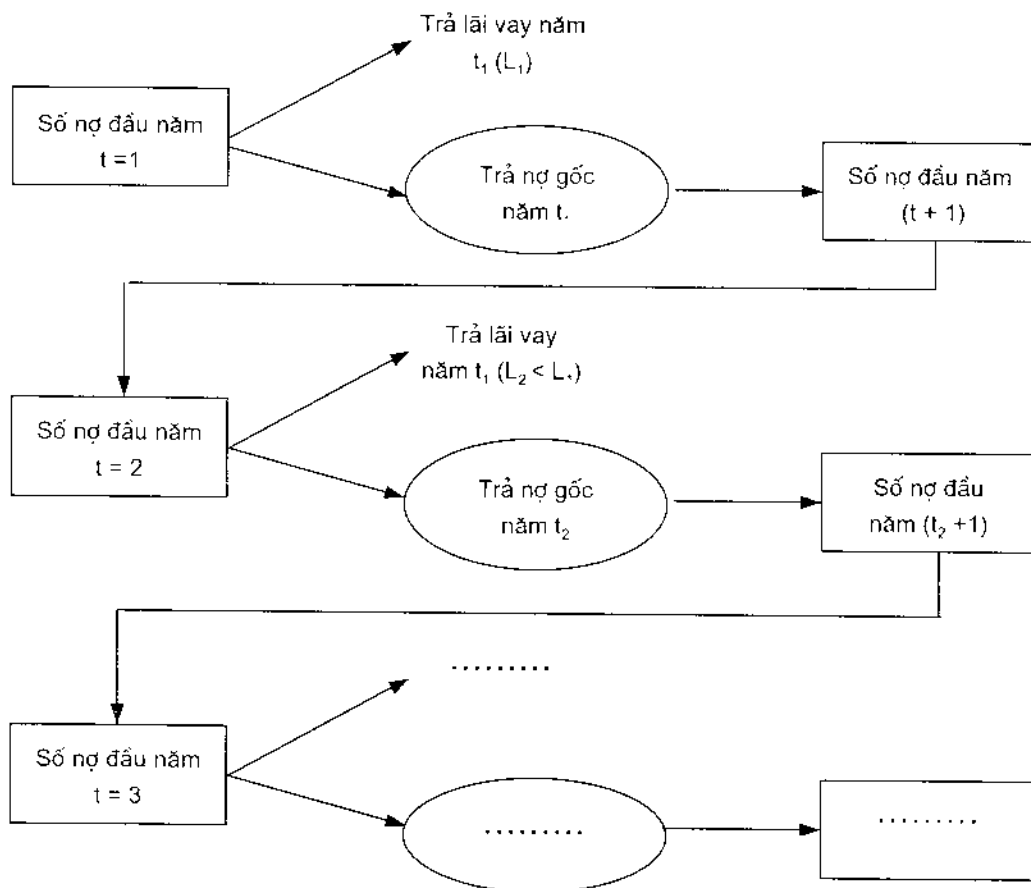 Trả lãi vay năm
t₁ (L₁)
Số nợ đầu năm
t =1
Trả nợ gốc
năm t.
Số nợ đầu năm
(t + 1)
Trả lãi vay
năm t₁ (L₂ < L₁)
Số nợ đầu năm
t = 2
Trả nợ gốc
năm t₂
Số nợ đầu
năm (t₂ +1)
.........
Số nợ đầu năm
t = 3
.........
.........